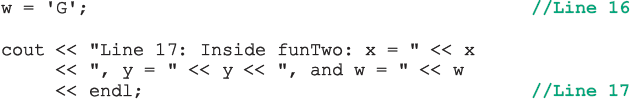 w = 'G'; //Line 16
cout << "Line 17: Inside funTwo: x = " << x
<< ", y = " << y << ", and w = " << w
<< endl; //Line 17